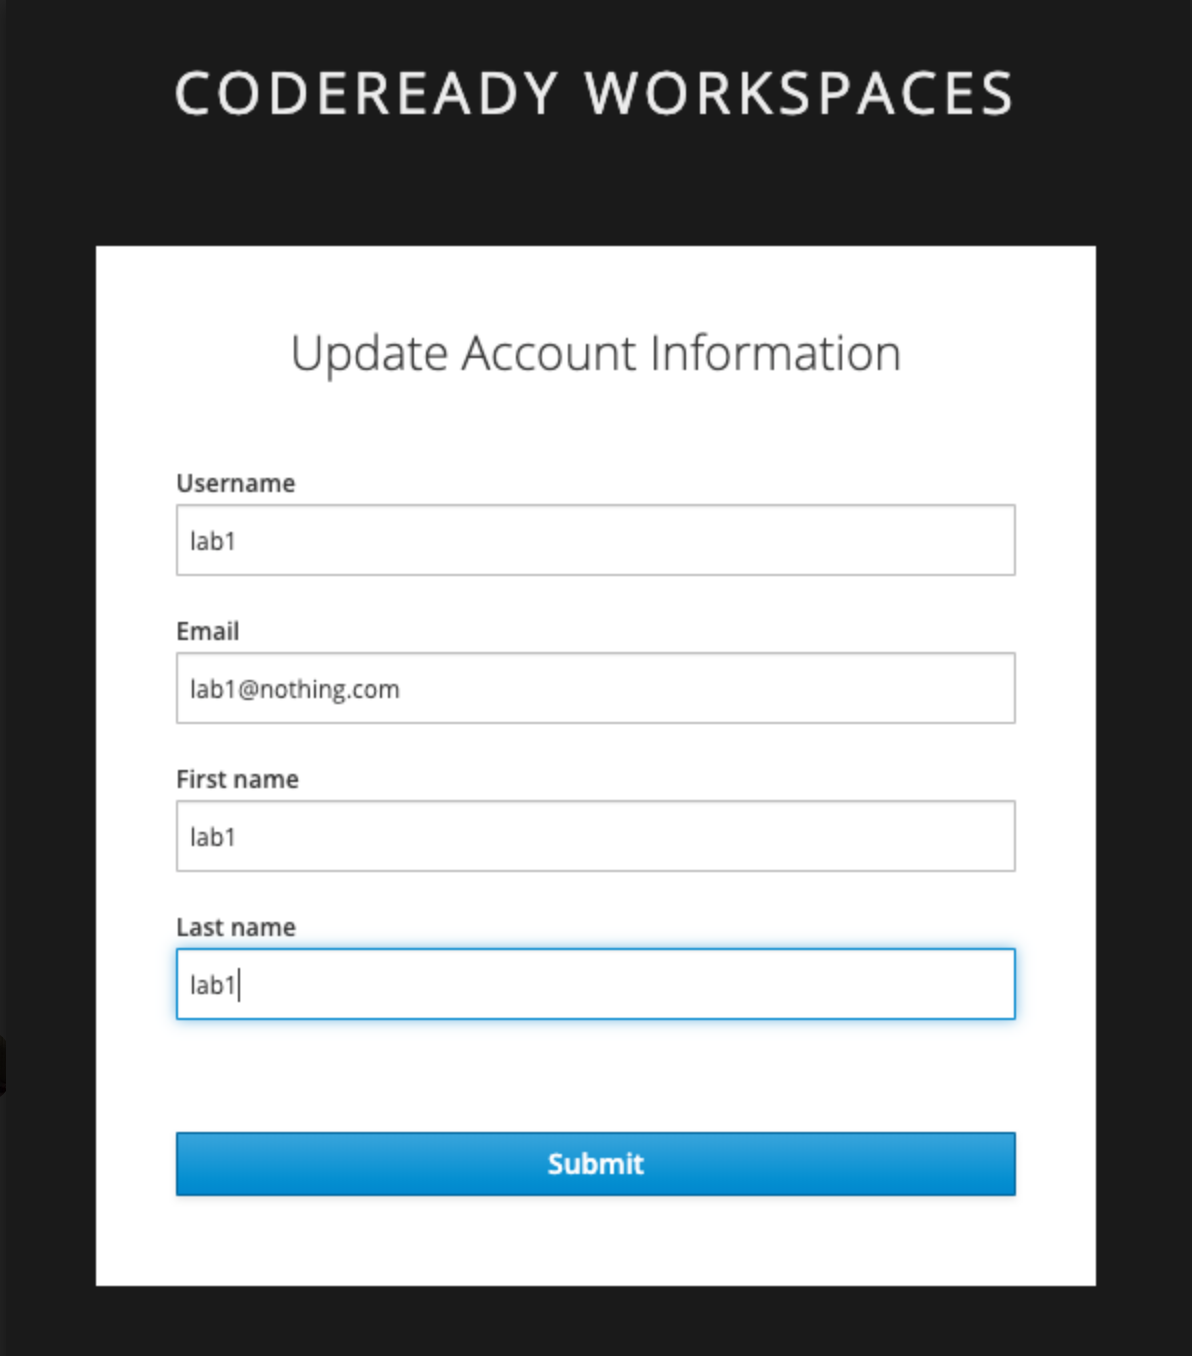 CODEREADY WORKSPACES
Update Account Information
Username
lab1
Email
lab1@nothing.com
First name
lab1
Last name
lab1
Submit